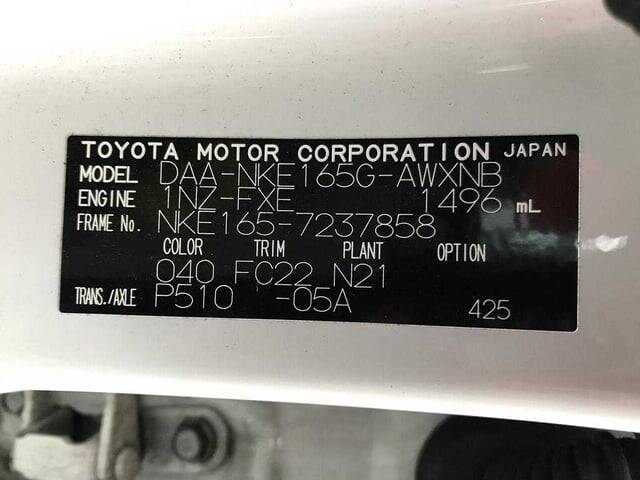 TOYOTA MOTOR CORPORATION JAPAN
MODEL DAA-NKE165G-AWXNB
ENGINE 1NZ-FXE 1496 mL
FRAME No. NKE165-7237858
COLOR TRIM PLANT OPTION
040 FC22 N21
TRANS./AXLE P510 -05A 425